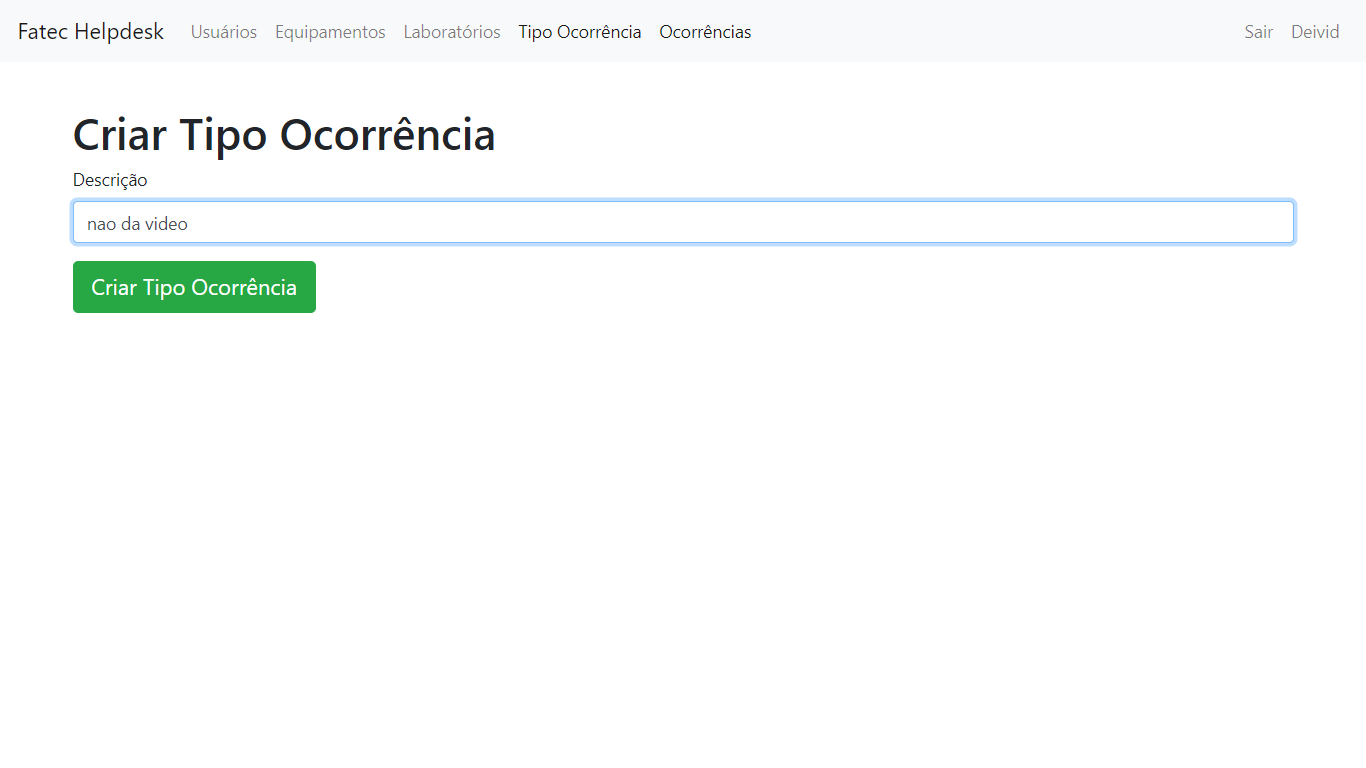 Fatec Helpdesk Usuários Equipamentos Laboratórios Tipo Ocorrência Ocorrências Sair Deivid
Criar Tipo Ocorrência
Descrição
nao da video
Criar Tipo Ocorrência